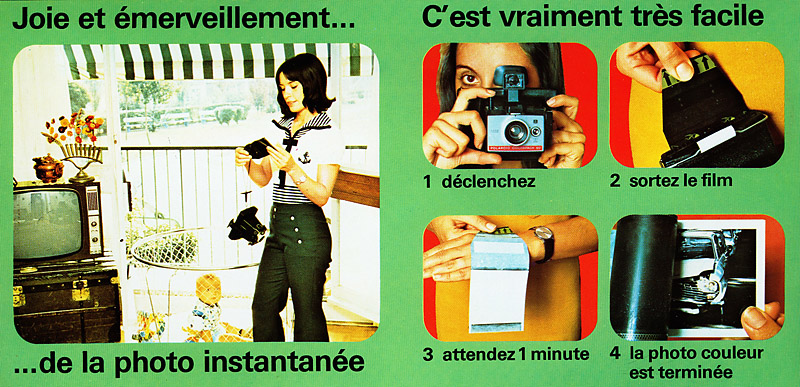 Joie et émerveillement...
...de la photo instantanée
C'est vraiment très facile
1 déclenchez
2 sortez le film
3 attendez 1 minute
4 la photo couleur
est terminée